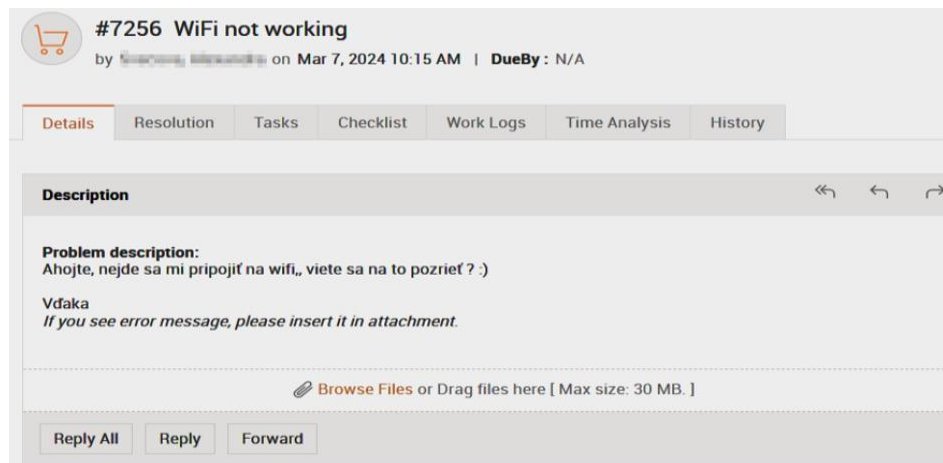 #7256 WiFi not working
by on Mar 7, 2024 10:15 AM | DueBy : N/A
Details Resolution Tasks Checklist Work Logs Time Analysis History
Description
Problem description:
Ahojte, nejde sa mi pripojiť na wifi,, viete sa na to pozrieť ? :)
Vďaka
If you see error message, please insert it in attachment.
Browse Files or Drag files here [ Max size: 30 MB. ]
Reply All Reply Forward